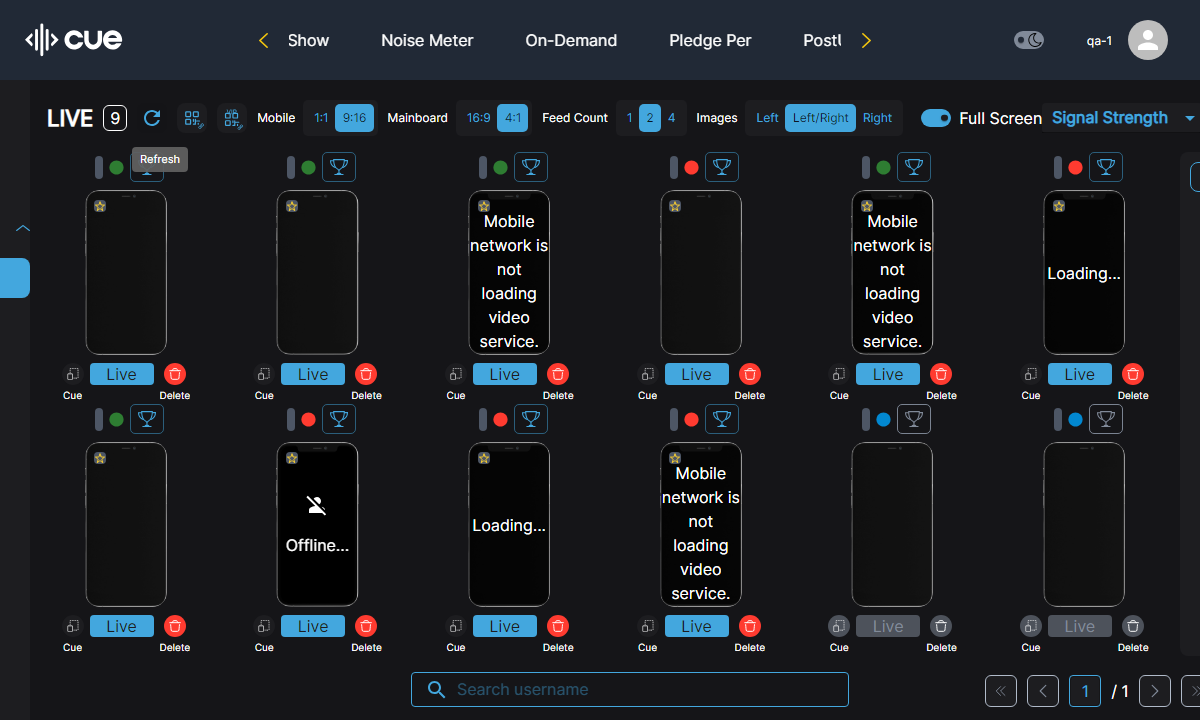 cue
Show
Noise Meter
On-Demand
Pledge Per
qa-1
LIVE 9
Mobile 1:1 9:16
Mainboard 16:9 4:1
Feed Count 1 2 4
Images Left Left/Right Right
Full Screen
Signal Strength
Refresh
Mobile
network is
not
loading
video
service.
Mobile
network is
not
loading
video
service.
Loading...
Live Live Live Live Live Live
Cue Delete Cue Delete Cue Delete Cue Delete Cue Delete Cue Delete
Offline...
Loading...
Mobile
network is
not
loading
video
service.
Live Live Live Live Live Live
Cue Delete Cue Delete Cue Delete Cue Delete Cue Delete Cue Delete
Search username
1 / 1